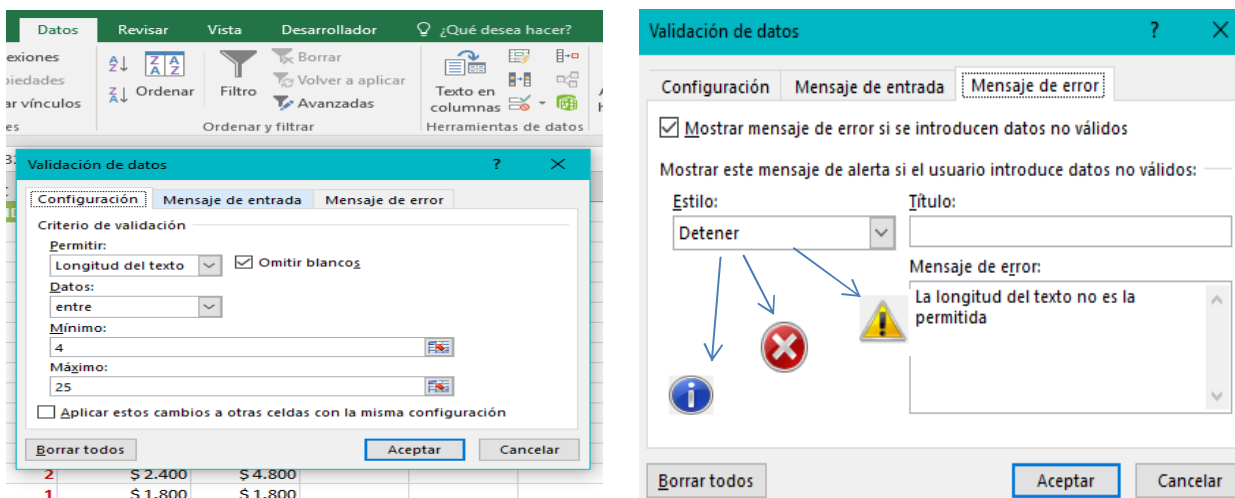 Datos Revisar Vista Desarrollador ¿Qué desea hacer?
exiones
piedades
ar vínculos
Ordenar
Filtro
Borrar
Volver a aplicar
Avanzadas
Texto en
columnas
es
Ordenar y filtrar
Herramientas de datos
Validación de datos ?
Configuración Mensaje de entrada Mensaje de error
Criterio de validación
Permitir:
Longitud del texto Omitir blancos
Datos:
entre
Mínimo:
4
Máximo:
25
Aplicar estos cambios a otras celdas con la misma configuración
Borrar todos Aceptar Cancelar
2 $ 2.400 $ 4.800
1 $ 1.800 $ 1.800
Validación de datos ?
Configuración Mensaje de entrada Mensaje de error
Mostrar mensaje de error si se introducen datos no válidos
Mostrar este mensaje de alerta si el usuario introduce datos no válidos:
Estilo: Título:
Detener
Mensaje de error:
La longitud del texto no es la
permitida
Borrar todos Aceptar Cancelar